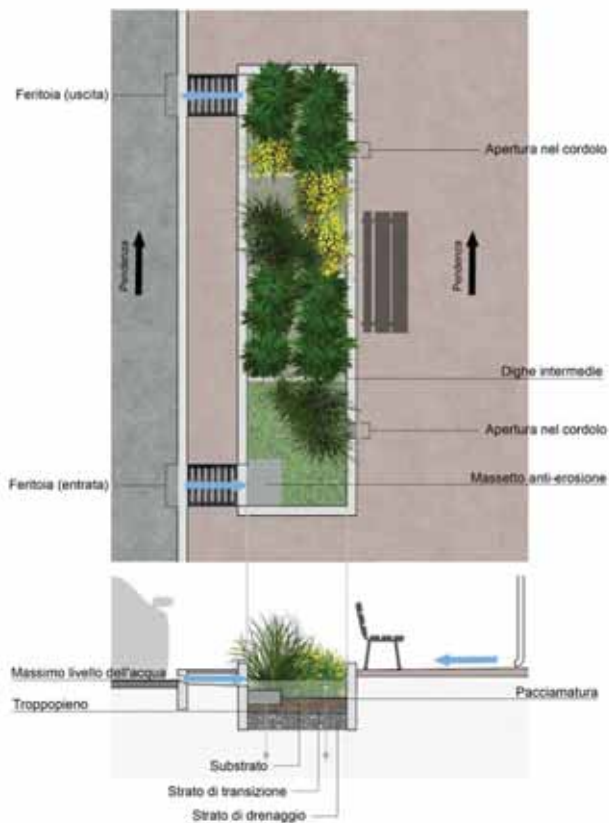 Feritoia (uscita)
Apertura nel cordolo
Pendenza
Pendenza
Dighe intermedie
Apertura nel cordolo
Feritoia (entrata)
Massetto anti-erosione
Massimo livello dell'acqua
Troppopieno
Pacciamatura
Substrato
Strato di transizione
Strato di drenaggio